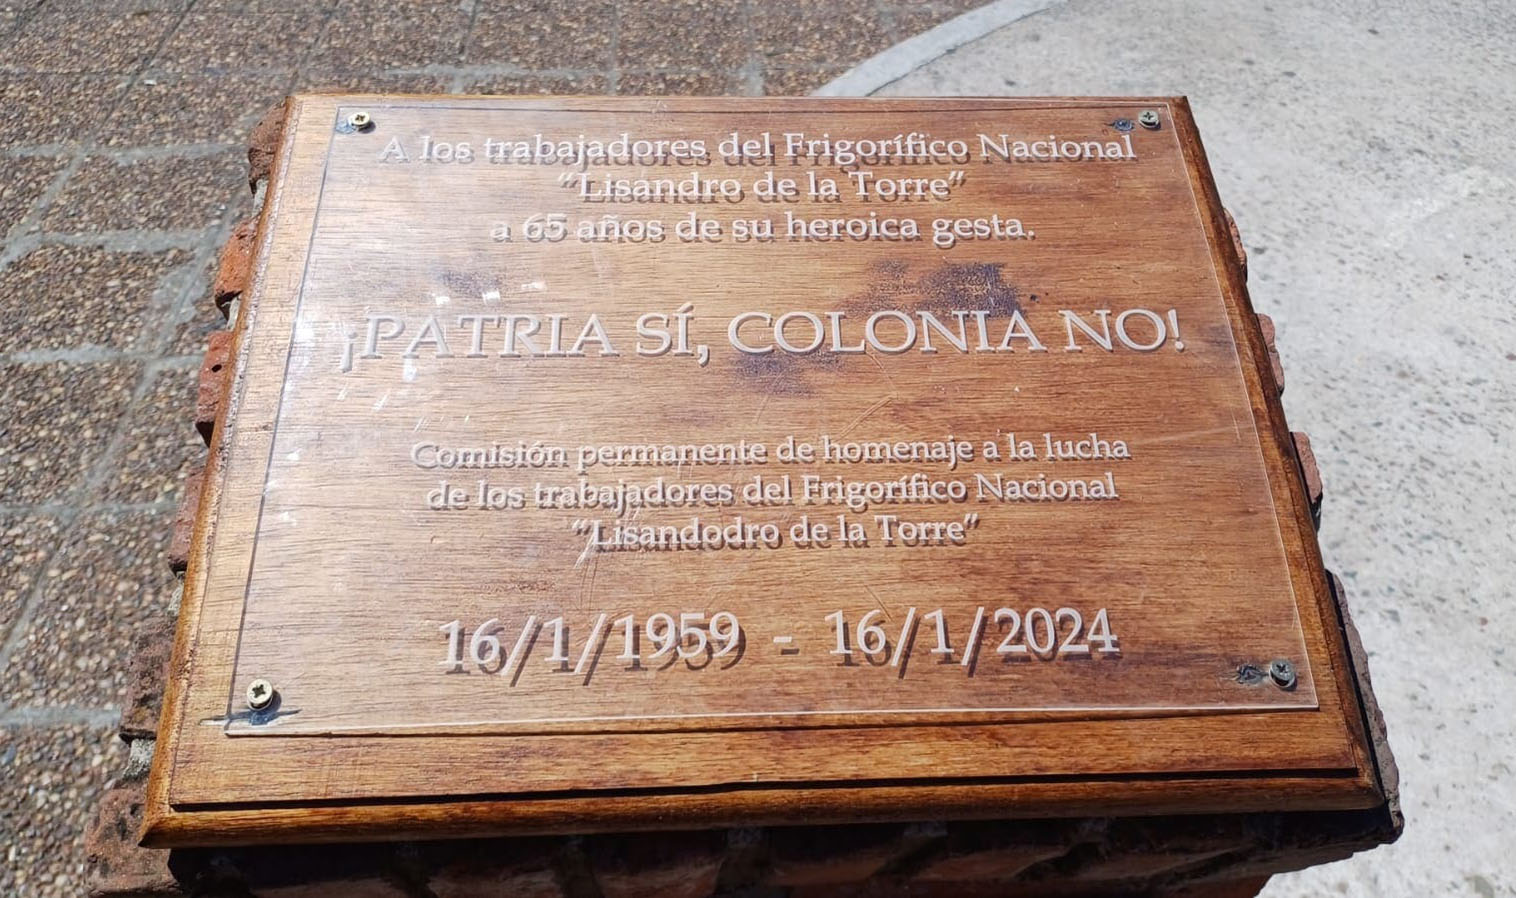 A los trabajadores del Frigorífico Nacional
“Lisandro de la Torre”
a 65 años de su heroica gesta.
¡PATRIA SÍ, COLONIA NO!
Comisión permanente de homenaje a la lucha
de los trabajadores del Frigorífico Nacional
“Lisandodro de la Torre”
16/1/1959 - 16/1/2024